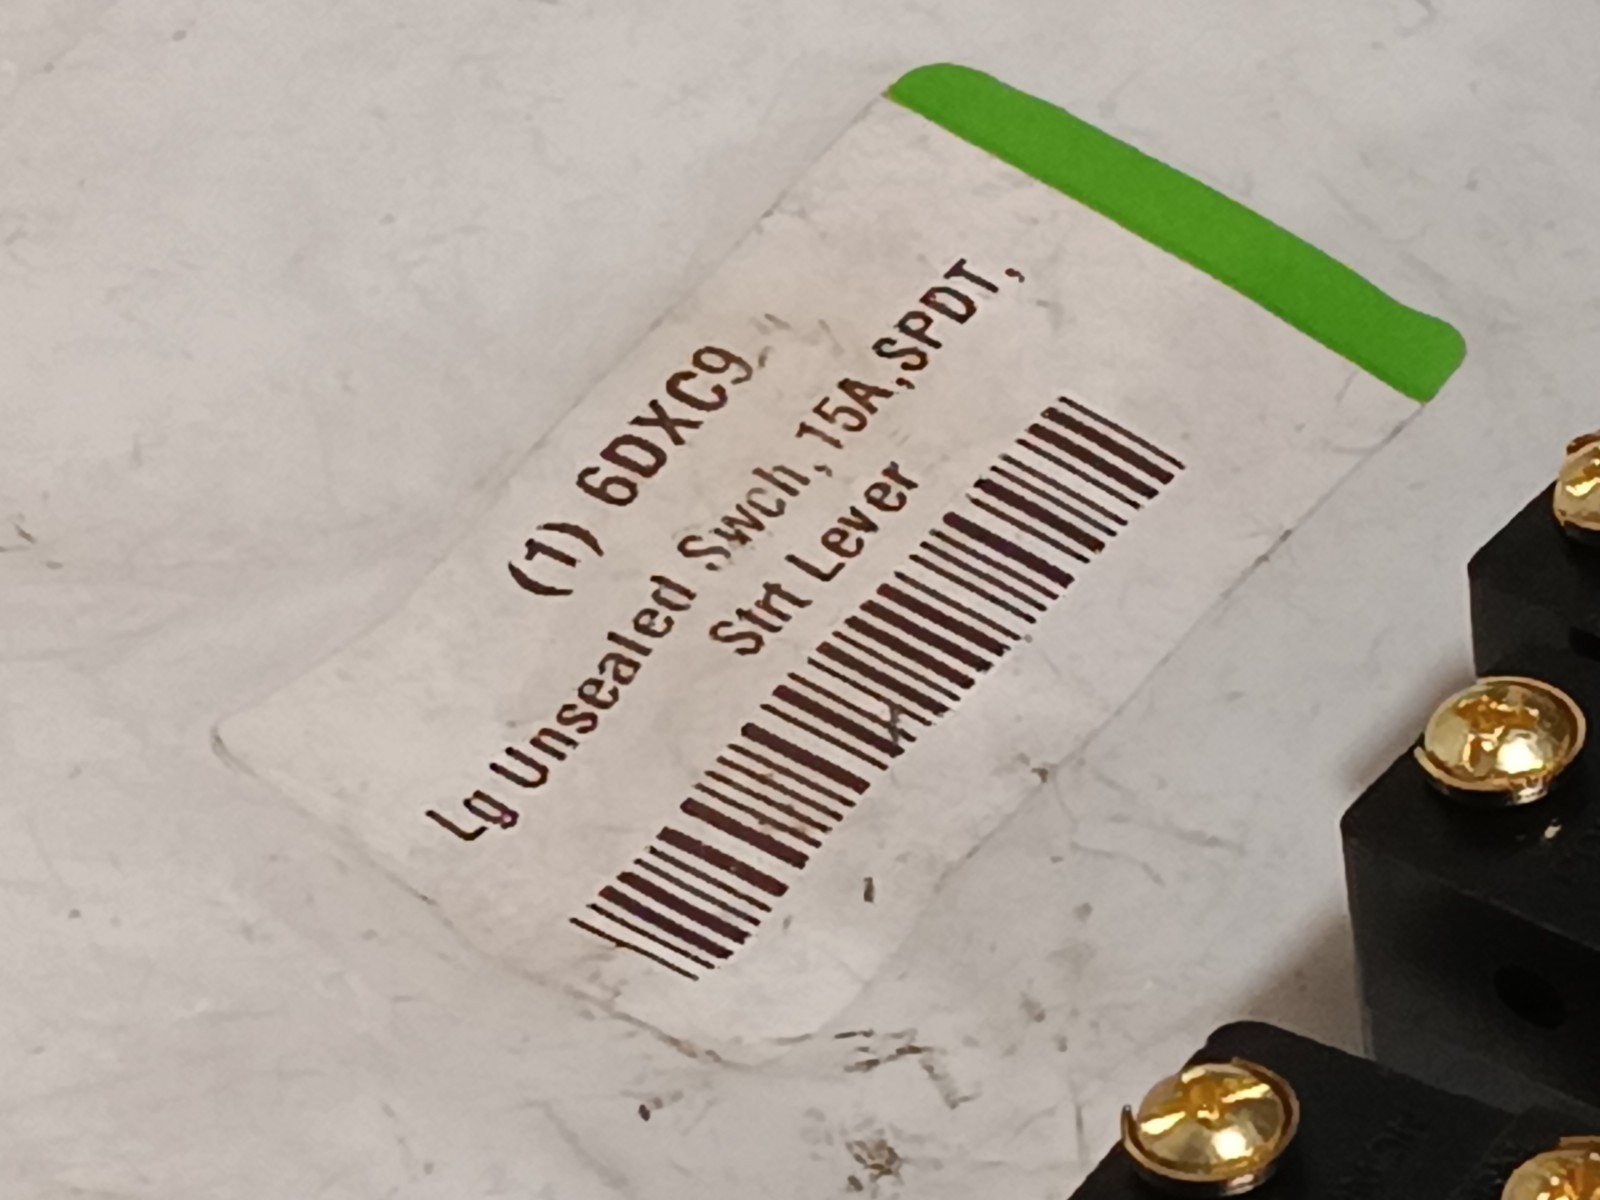 (1) 6DXC9
Lg Unsealed Swch, 15A,SPDT,
Strt Lever